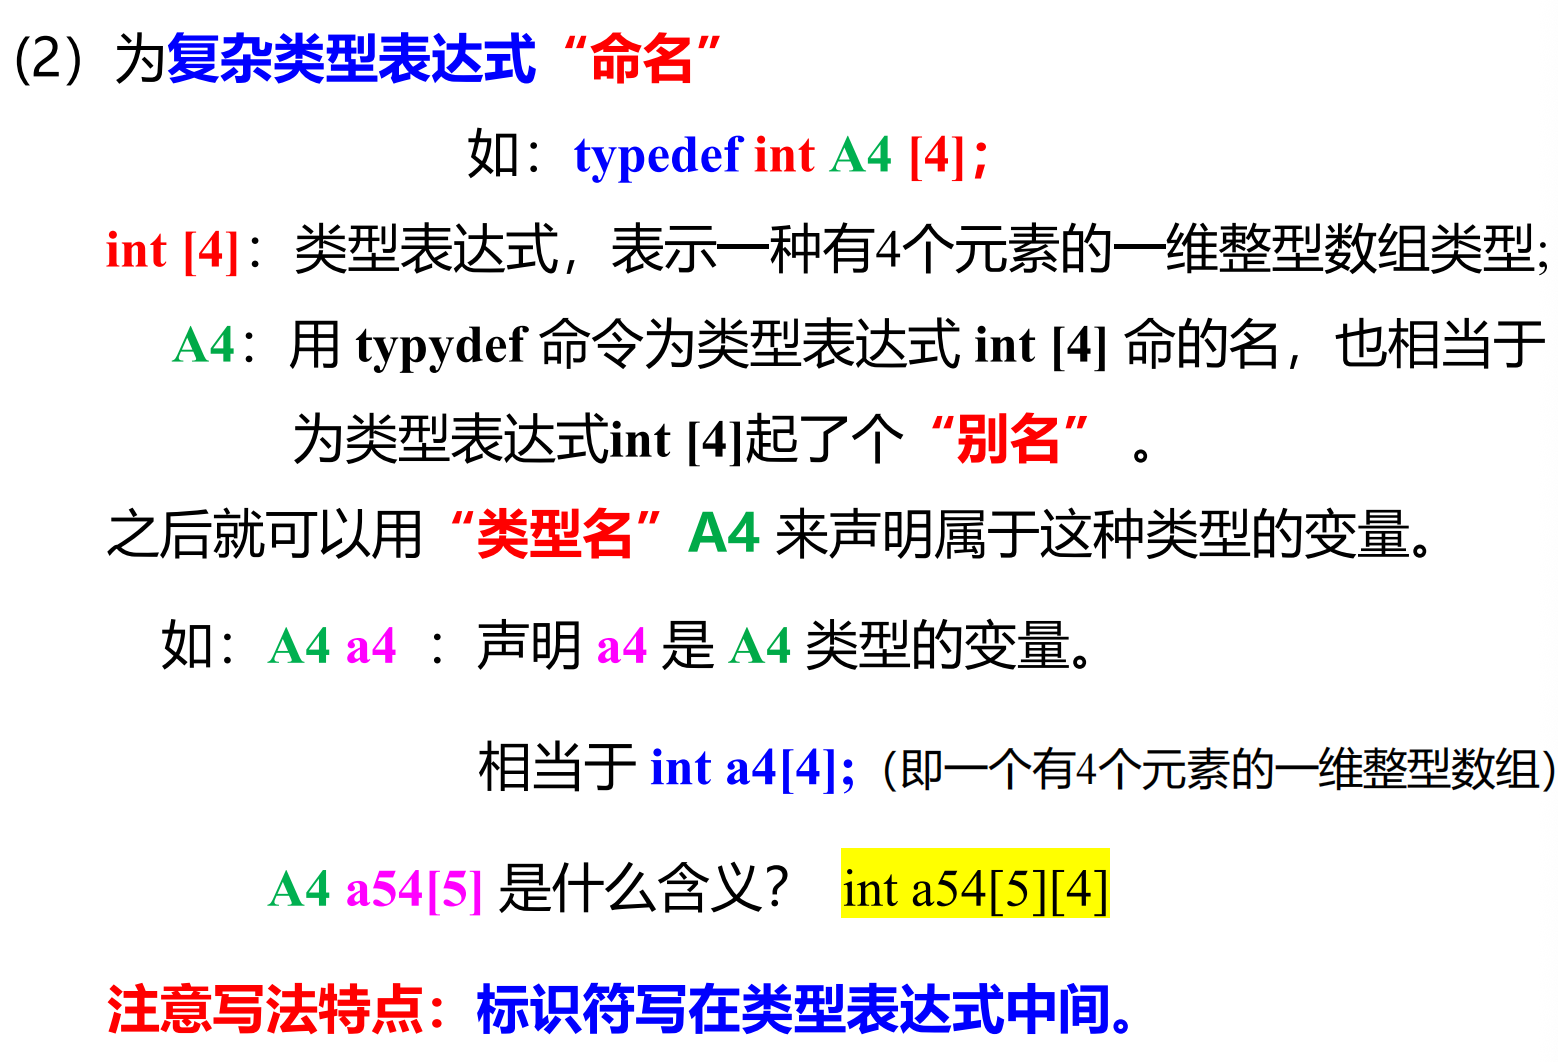 (2) 为复杂类型表达式“命名”
如：typedef int A4 [4];
int [4]：类型表达式，表示一种有4个元素的一维整型数组类型;
A4：用 typydef 命令为类型表达式 int [4] 命的名，也相当于
为类型表达式int [4]起了个“别名”。
之后就可以用“类型名”A4 来声明属于这种类型的变量。
如：A4 a4 ：声明 a4 是 A4 类型的变量。
相当于 int a4[4];（即一个有4个元素的一维整型数组）
A4 a54[5] 是什么含义？ int a54[5][4]
注意写法特点：标识符写在类型表达式中间。